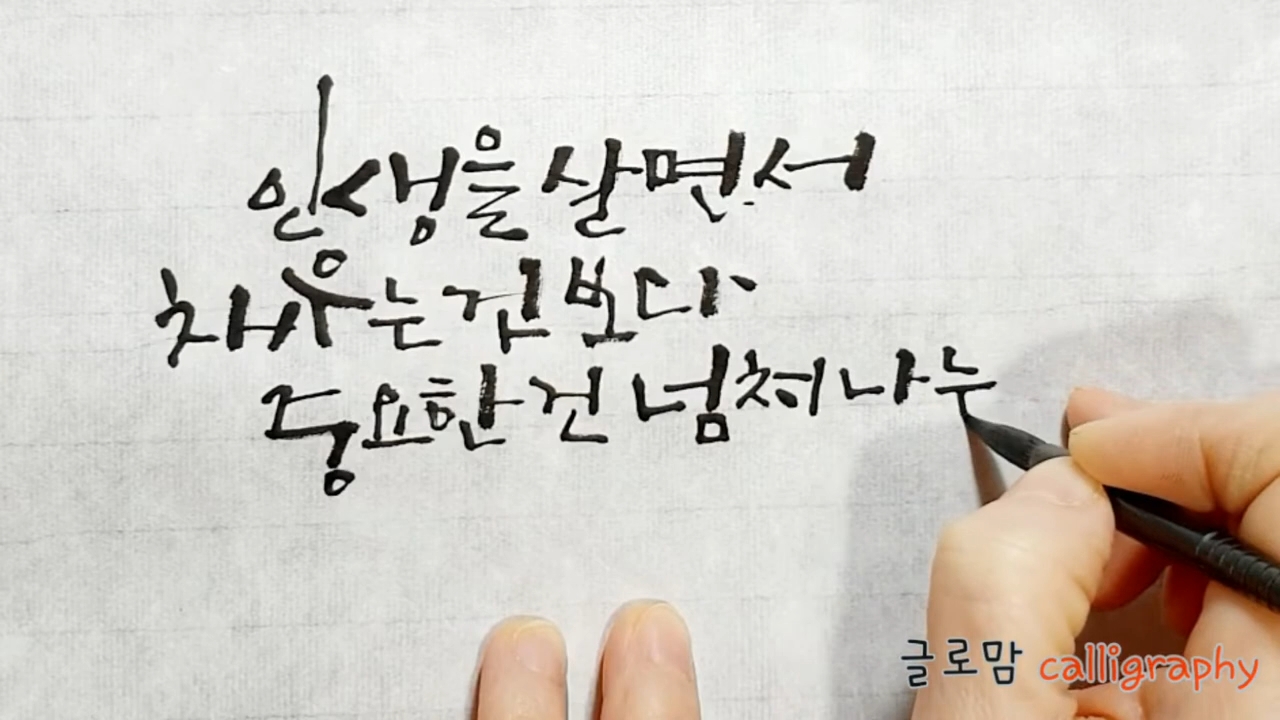 인생을 살면서
채우는 건 보다
중요한 건 넘쳐 나누
글로맘 calligraphy